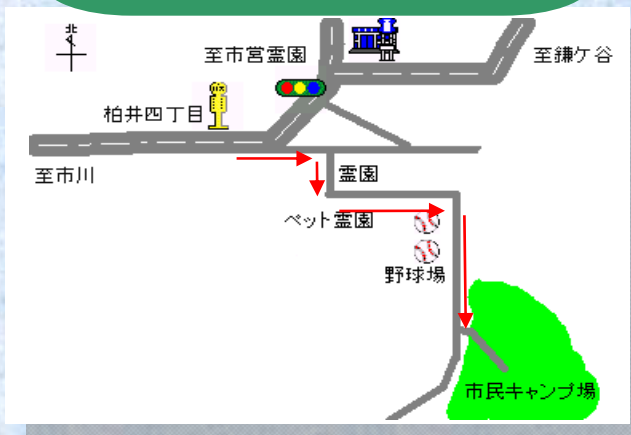 北
至市営霊園
至鎌ケ谷
柏井四丁目
至市川
霊園
ペット霊園
野球場
市民キャンプ場